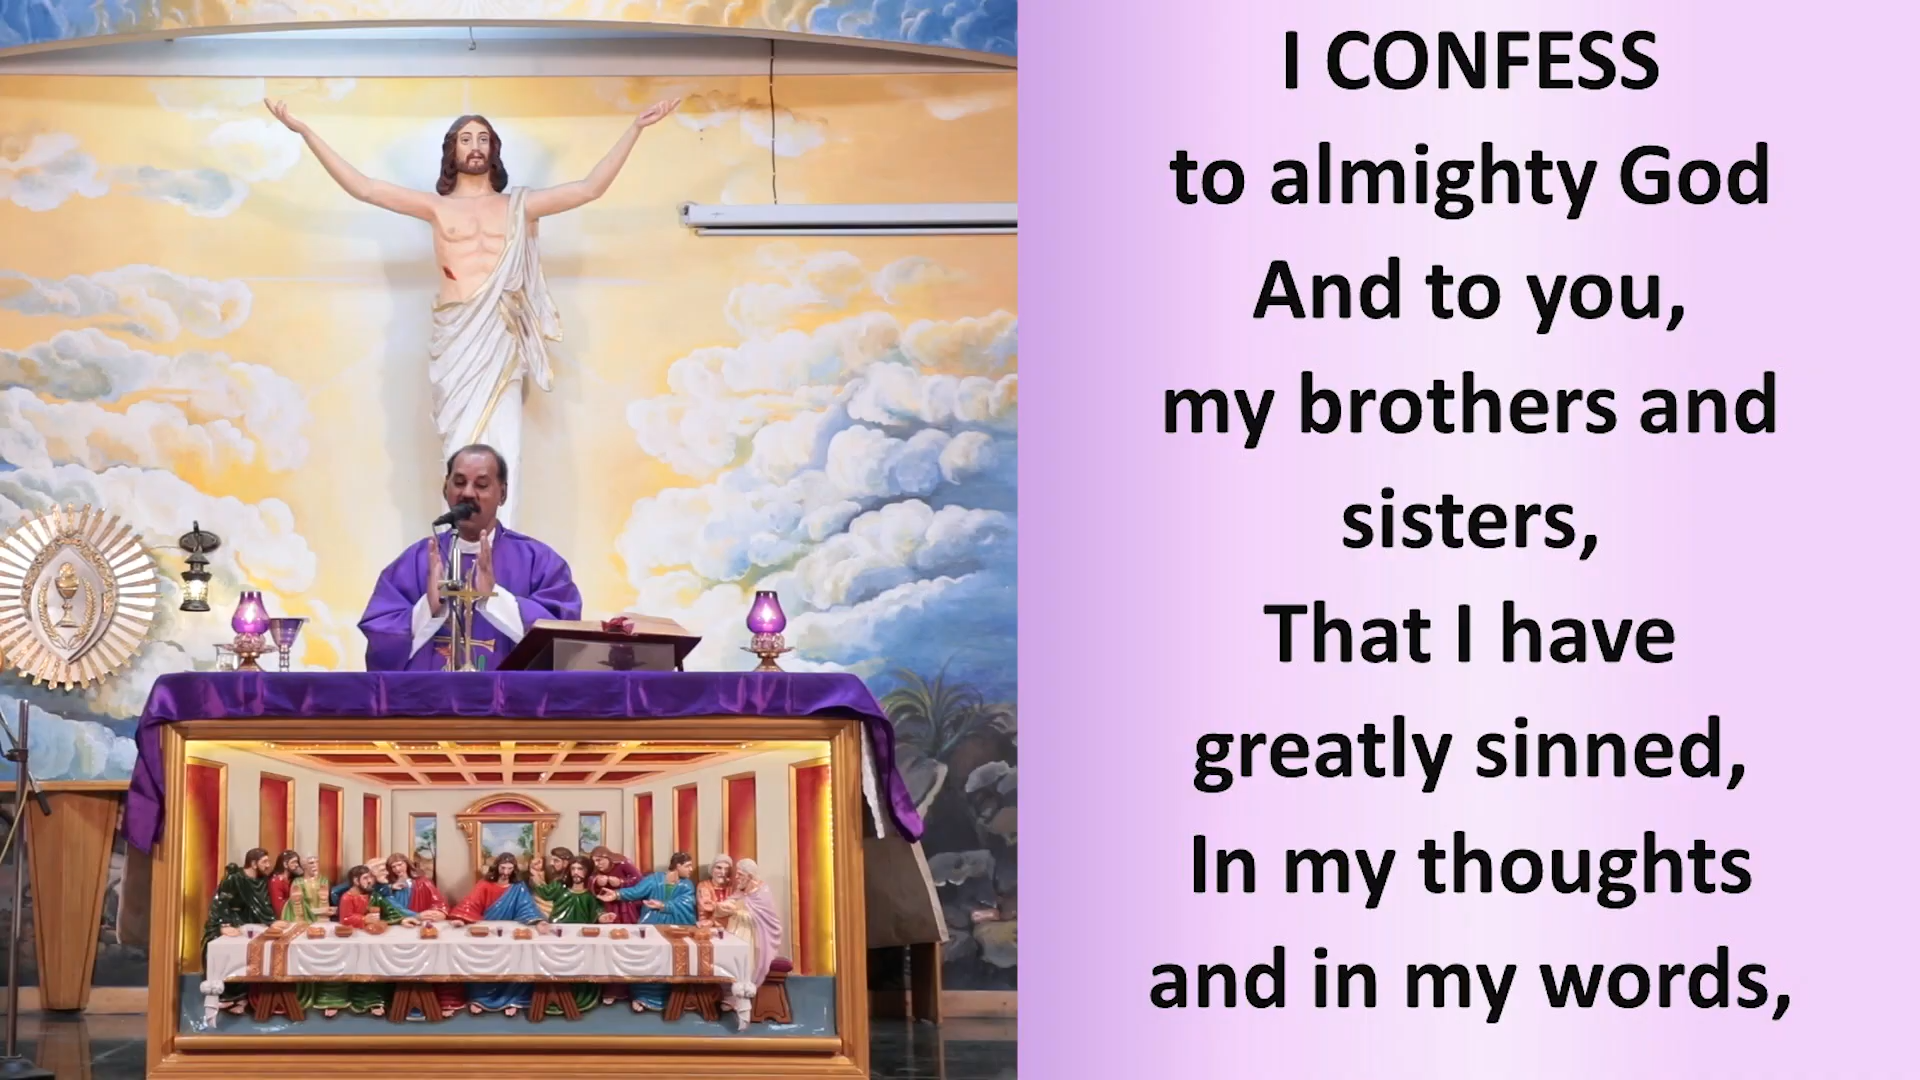 I CONFESS
to almighty God
And to you,
my brothers and
sisters,
That I have
greatly sinned,
In my thoughts
and in my words,